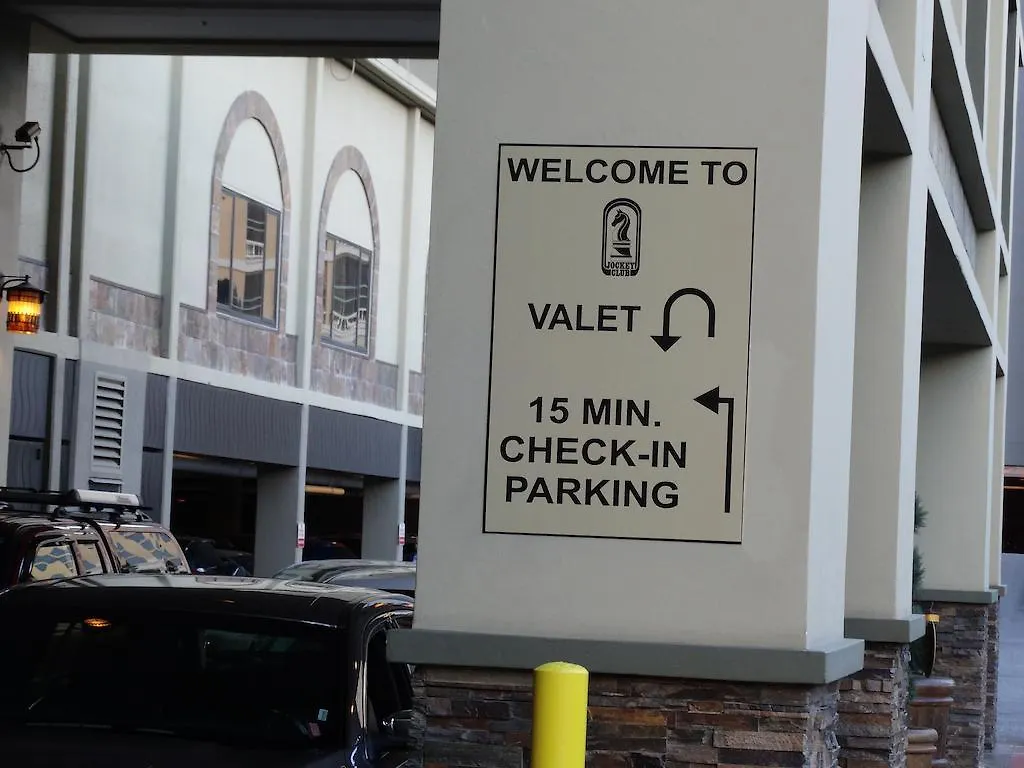 WELCOME TO
JOCKEY
CLUB
VALET
15 MIN.
CHECK-IN
PARKING